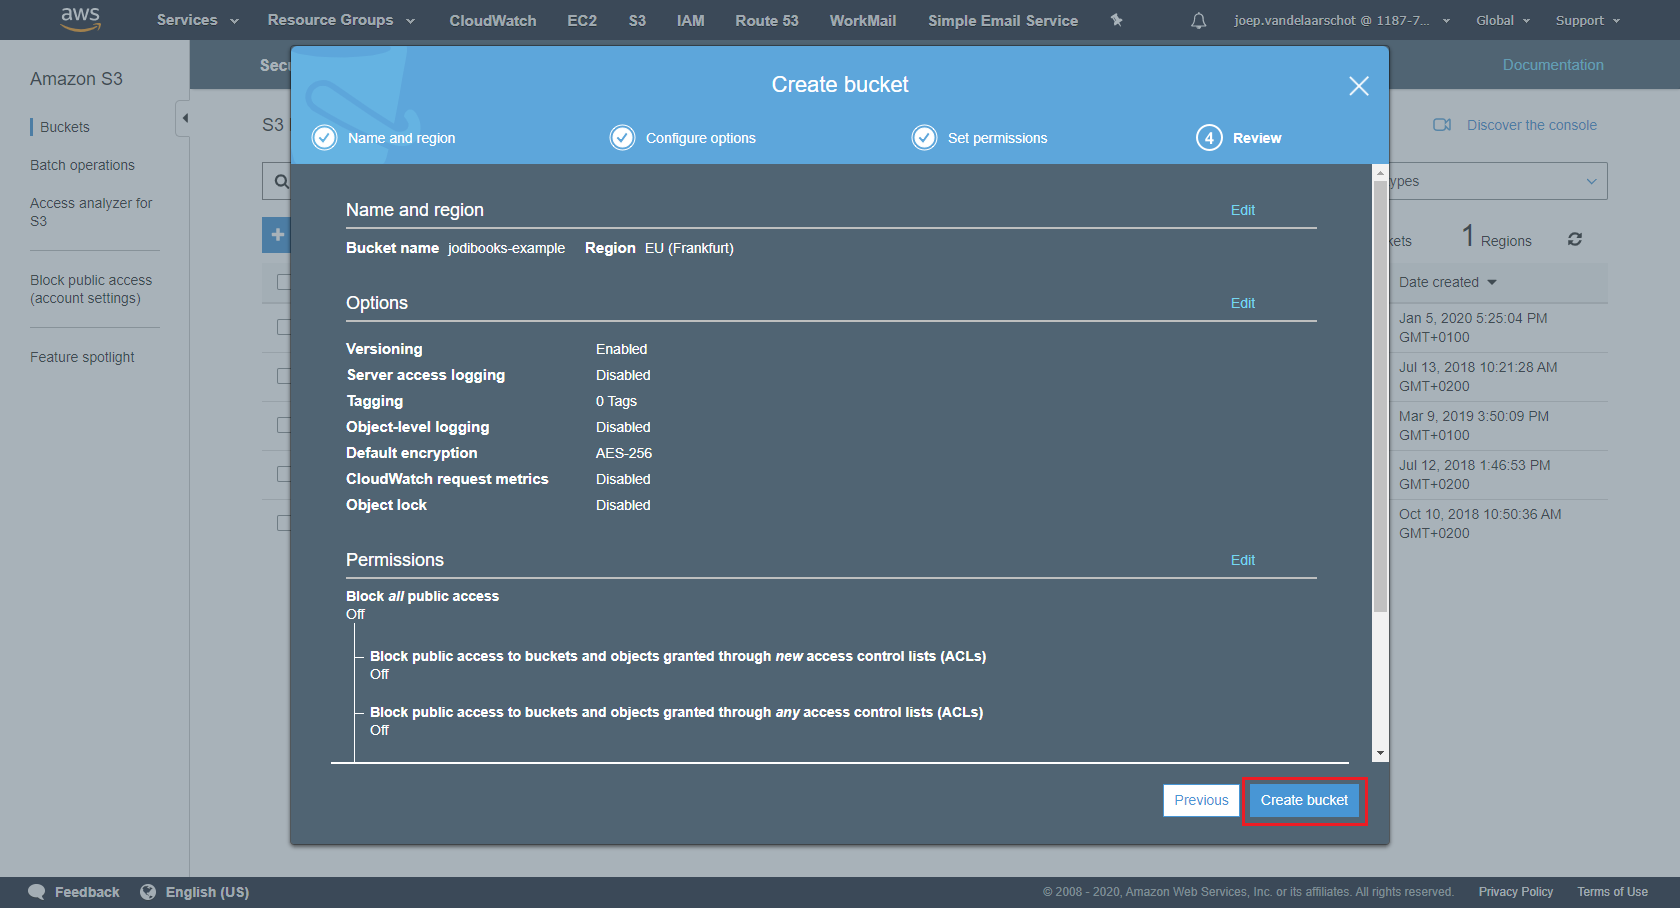 aws Services Resource Groups CloudWatch EC2 S3 IAM Route 53 WorkMail Simple Email Service joep.vandelaarschot @ 1187-7... Global Support
Amazon S3
Buckets
Batch operations
Access analyzer for
S3
Block public access
(account settings)
Feature spotlight
Documentation
S3
Discover the console
Create bucket
Name and region Configure options Set permissions 4 Review
Name and region Edit
Bucket name jodibooks-example Region EU (Frankfurt)
Options Edit
Versioning Enabled
Server access logging Disabled
Tagging 0 Tags
Object-level logging Disabled
Default encryption AES-256
CloudWatch request metrics Disabled
Object lock Disabled
Permissions Edit
Block all public access
Off
Block public access to buckets and objects granted through new access control lists (ACLs)
Off
Block public access to buckets and objects granted through any access control lists (ACLs)
Off
Previous Create bucket
1 Regions
Date created
Jan 5, 2020 5:25:04 PM
GMT+0100
Jul 13, 2018 10:21:28 AM
GMT+0200
Mar 9, 2019 3:50:09 PM
GMT+0100
Jul 12, 2018 1:46:53 PM
GMT+0200
Oct 10, 2018 10:50:36 AM
GMT+0200
Feedback English (US) © 2008 - 2020, Amazon Web Services, Inc. or its affiliates. All rights reserved. Privacy Policy Terms of Use